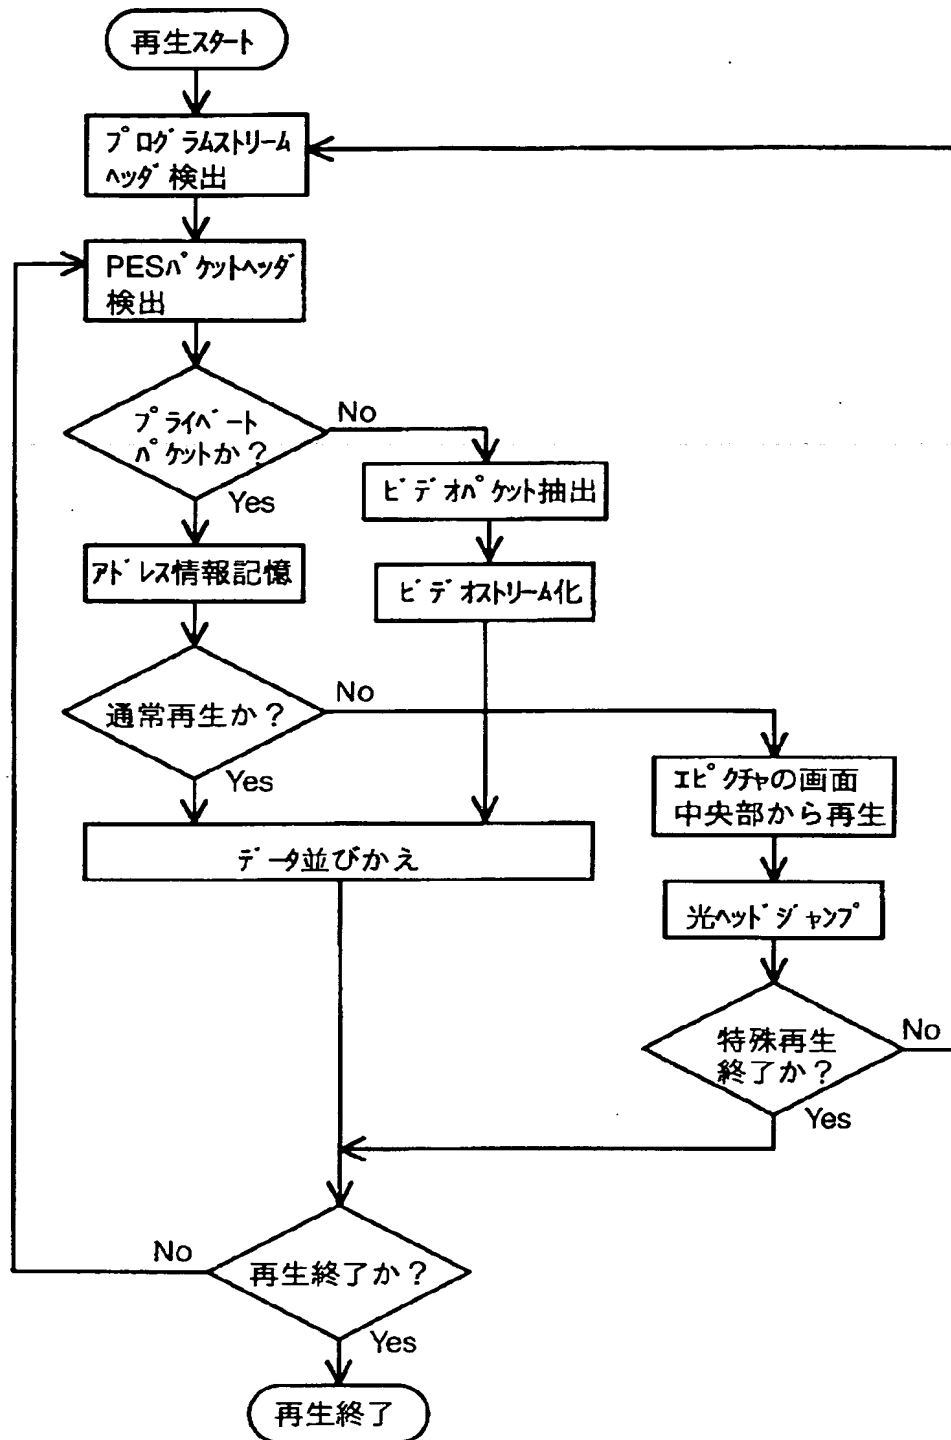 再生スタート
プログラムストリーム
ヘッダ検出
PESパケットヘッダ
検出
プライベート
パケットか？
No
Yes
ビデオパケット抽出
アドレス情報記憶
ビデオストリーム化
通常再生か？
No
Yes
エピクチャの画面
中央部から再生
データ並びかえ
光ヘッドジャンプ
特殊再生
終了か？
No
Yes
再生終了か？
No
Yes
再生終了